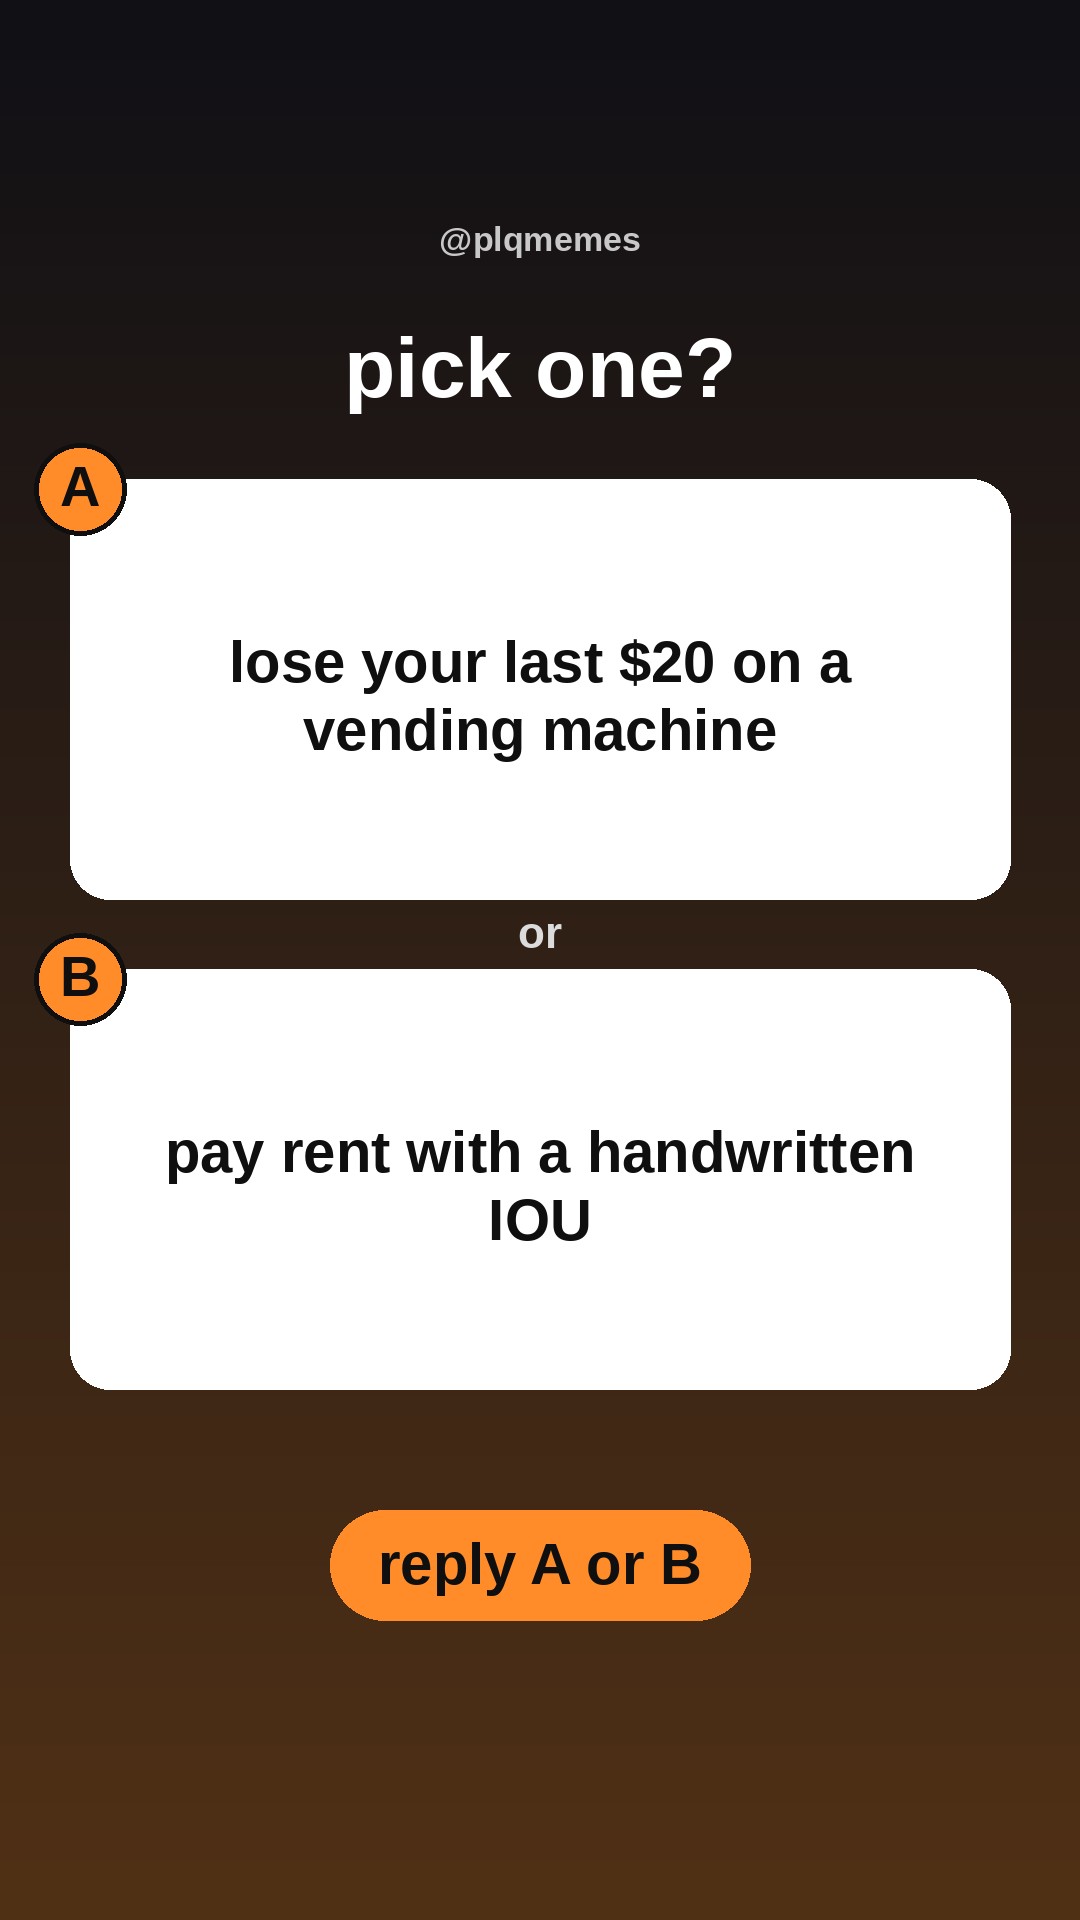 @plqmemes
pick one?
A
lose your last $20 on a
vending machine
or
B
pay rent with a handwritten
IOU
reply A or B